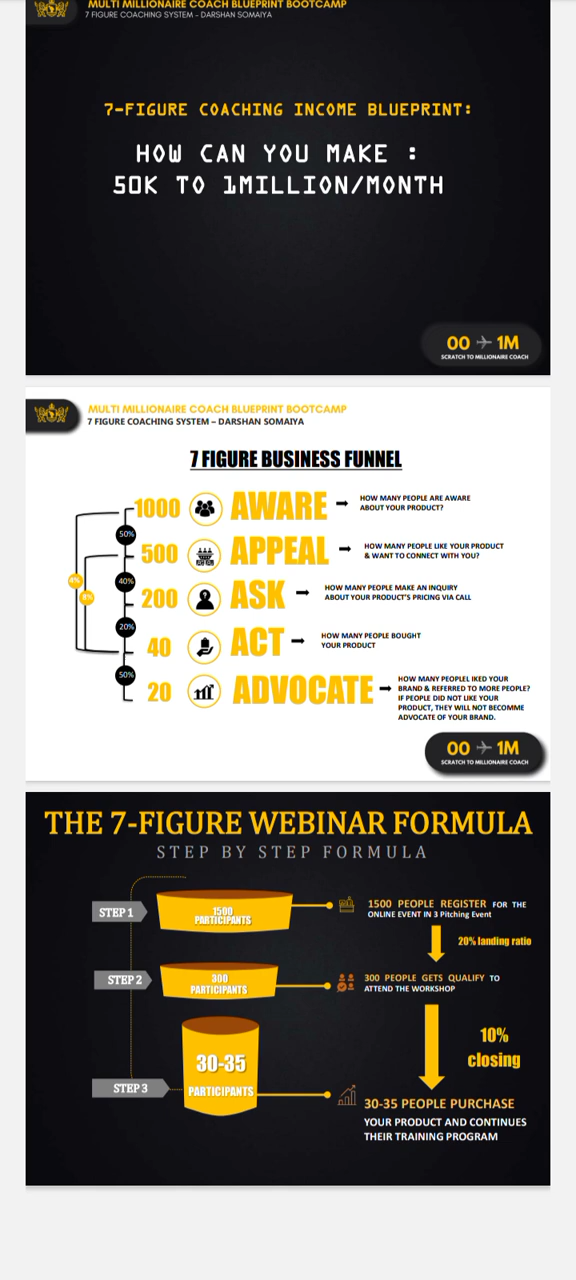 MULTI MILLIONAIRE COACH BLUEPRINT BOOTCAMP
7 FIGURE COACHING SYSTEM - DARSHAN SOMAIYA
7-FIGURE COACHING INCOME BLUEPRINT:
HOW CAN YOU MAKE :
50K TO 1MILLION/MONTH
00 1M
SCRATCH TO MILLIONAIRE COACH
MULTI MILLIONAIRE COACH BLUEPRINT BOOTCAMP
7 FIGURE COACHING SYSTEM – DARSHAN SOMAIYA
7 FIGURE BUSINESS FUNNEL
1000 AWARE HOW MANY PEOPLE ARE AWARE
ABOUT YOUR PRODUCT?
50%
500 APPEAL HOW MANY PEOPLE LIKE YOUR PRODUCT
& WANT TO CONNECT WITH YOU?
4% 40%
8%
200 ASK HOW MANY PEOPLE MAKE AN INQUIRY
ABOUT YOUR PRODUCT'S PRICING VIA CALL
20%
40 ACT HOW MANY PEOPLE BOUGHT
YOUR PRODUCT
50%
20 ADVOCATE HOW MANY PEOPLEL IKED YOUR
BRAND & REFERRED TO MORE PEOPLE?
IF PEOPLE DID NOT LIKE YOUR
PRODUCT, THEY WILL NOT BECOMME
ADVOCATE OF YOUR BRAND.
00 1M
SCRATCH TO MILLIONAIRE COACH
THE 7-FIGURE WEBINAR FORMULA
STEP BY STEP FORMULA
STEP 1
1500
PARTICIPANTS
1500 PEOPLE REGISTER FOR THE
ONLINE EVENT IN 3 Pitching Event
20% landing ratio
STEP 2
300
PARTICIPANTS
300 PEOPLE GETS QUALIFY TO
ATTEND THE WORKSHOP
10%
closing
STEP 3
30-35
PARTICIPANTS
30-35 PEOPLE PURCHASE
YOUR PRODUCT AND CONTINUES
THEIR TRAINING PROGRAM